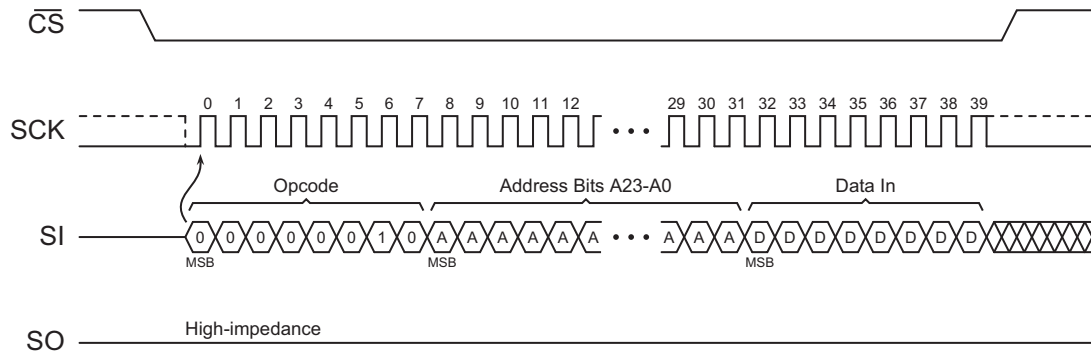 CS
0 1 2 3 4 5 6 7 8 9 10 11 12 29 30 31 32 33 34 35 36 37 38 39
SCK
Opcode Address Bits A23-A0 Data In
SI 0 0 0 0 0 0 1 0 A A A A A A A A A D D D D D D D D
MSB MSB MSB
High-impedance
SO